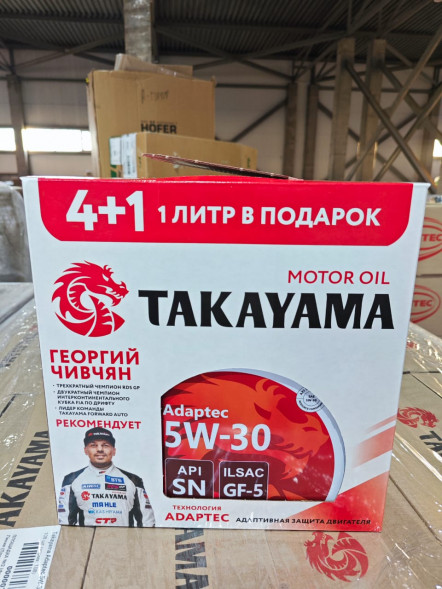 HOFER
4+1 1 ЛИТР В ПОДАРОК
MOTOR OIL
TAKAYAMA
ГЕОРГИЙ
ЧИВЧЯН
- ТРЕХКРАТНЫЙ ЧЕМПИОН RDS GP
- ДВУКРАТНЫЙ ЧЕМПИОН
ИНТЕРКОНТИНЕНТАЛЬНОГО
КУБКА FIA ПО ДРИФТУ
- ЛИДЕР КОМАНДЫ
TAKAYAMA FORWARD AUTO
РЕКОМЕНДУЕТ
Adaptec
5W-30
API
SN
ILSAC
GF-5
TAKAYAMA
MAHLE
CTR
ТЕХНОЛОГИЯ
ADAPTEC
АДАПТИВНАЯ ЗАЩИТА ДВИГАТЕЛЯ
TAKAYAMA